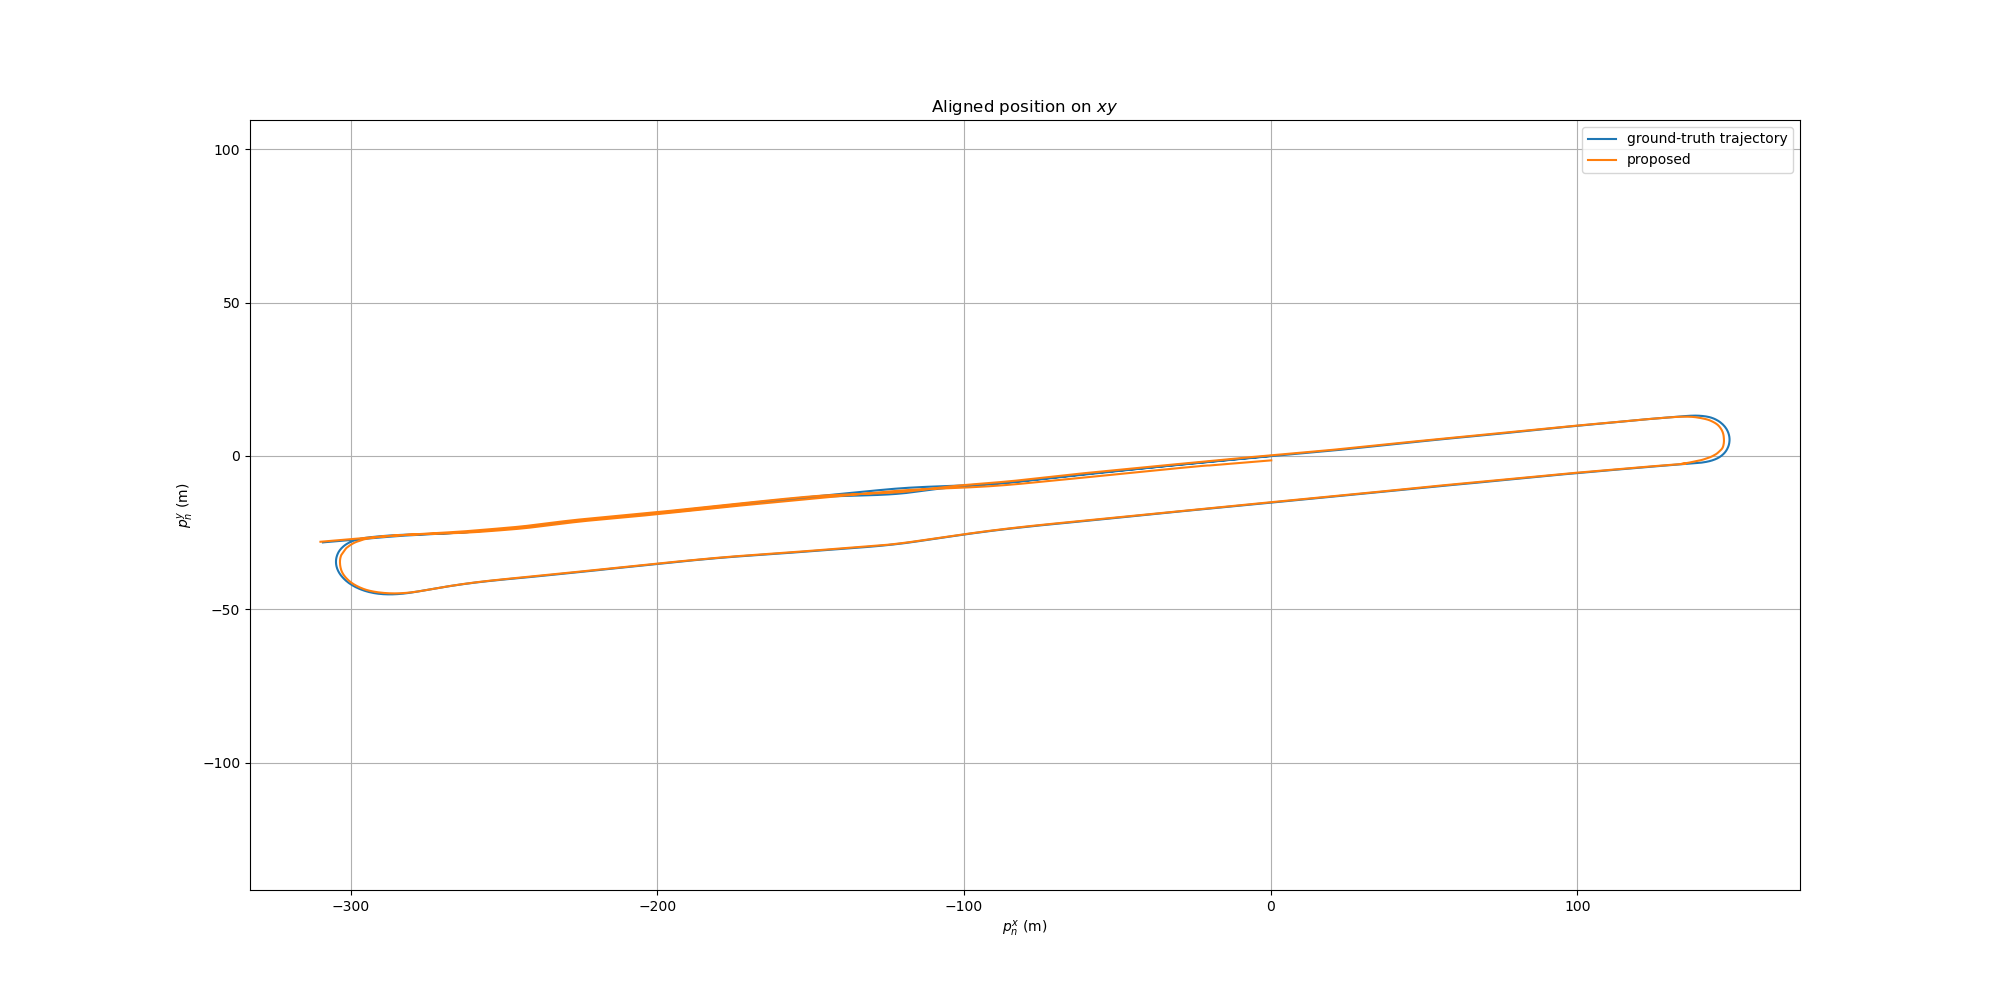 Aligned position on xy
ground-truth trajectory
proposed
100
50
0
−50
−100
p_n^y (m)
−300
−200
−100
0
100
p_n^x (m)